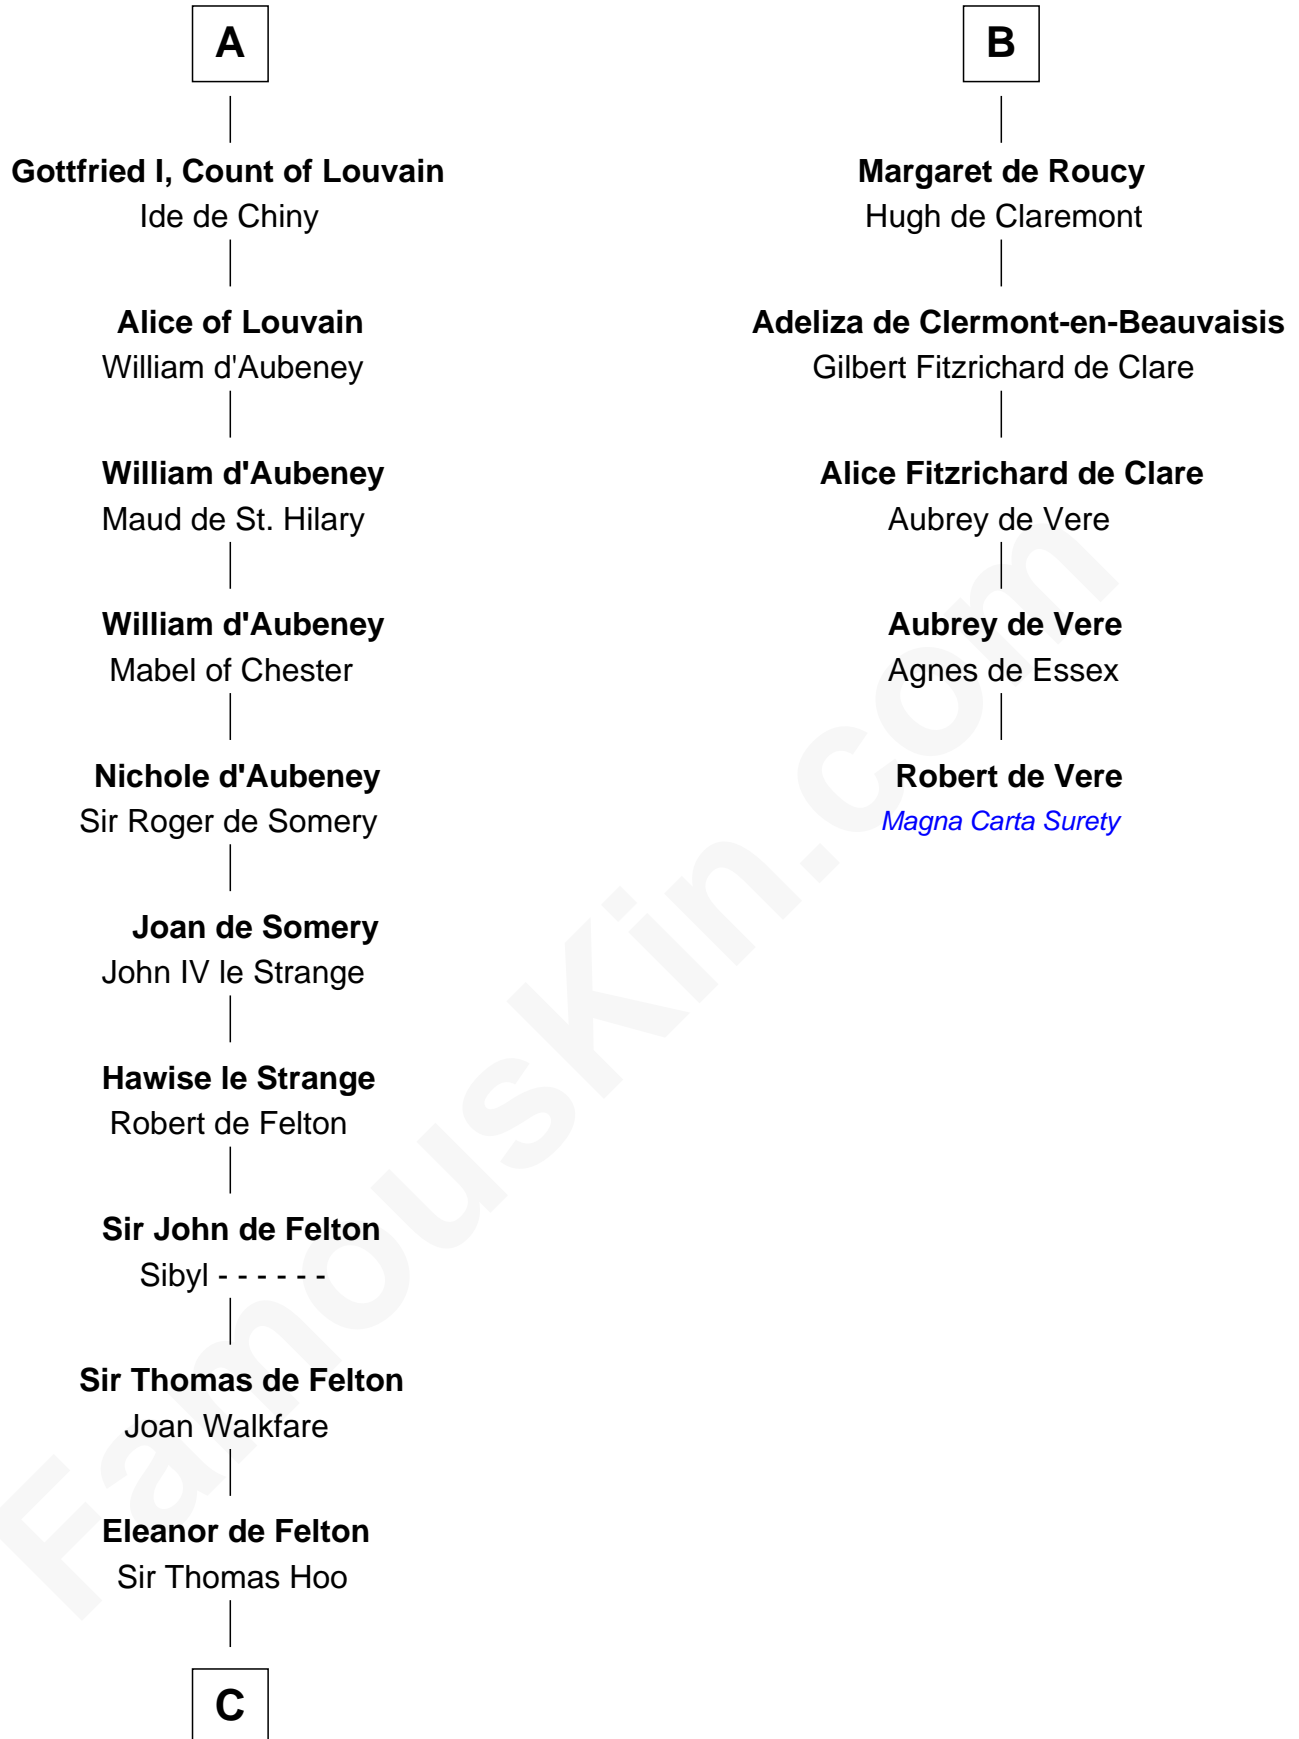 A
Gottfried I, Count of Louvain
Ide de Chiny
Alice of Louvain
William d'Aubeney
William d'Aubeney
Maud de St. Hilary
William d'Aubeney
Mabel of Chester
Nichole d'Aubeney
Sir Roger de Somery
Joan de Somery
John IV le Strange
Hawise le Strange
Robert de Felton
Sir John de Felton
Sibyl - - - - - -
Sir Thomas de Felton
Joan Walkfare
Eleanor de Felton
Sir Thomas Hoo
C
B
Margaret de Roucy
Hugh de Claremont
Adeliza de Clermont-en-Beauvaisis
Gilbert Fitzrichard de Clare
Alice Fitzrichard de Clare
Aubrey de Vere
Aubrey de Vere
Agnes de Essex
Robert de Vere
Magna Carta Surety
FamousKin.com